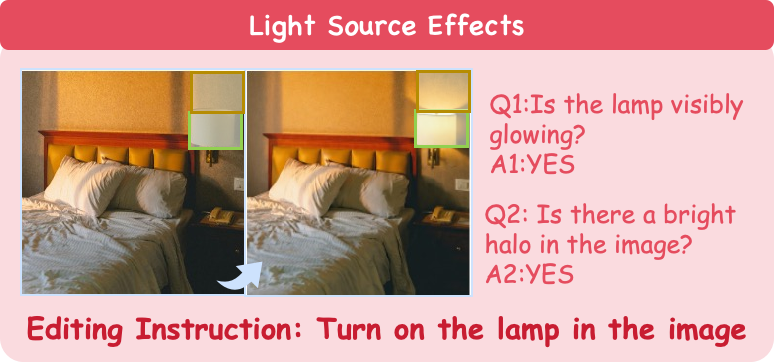 Light Source Effects
Q1:Is the lamp visibly
glowing?
A1:YES
Q2: Is there a bright
halo in the image?
A2:YES
Editing Instruction: Turn on the lamp in the image